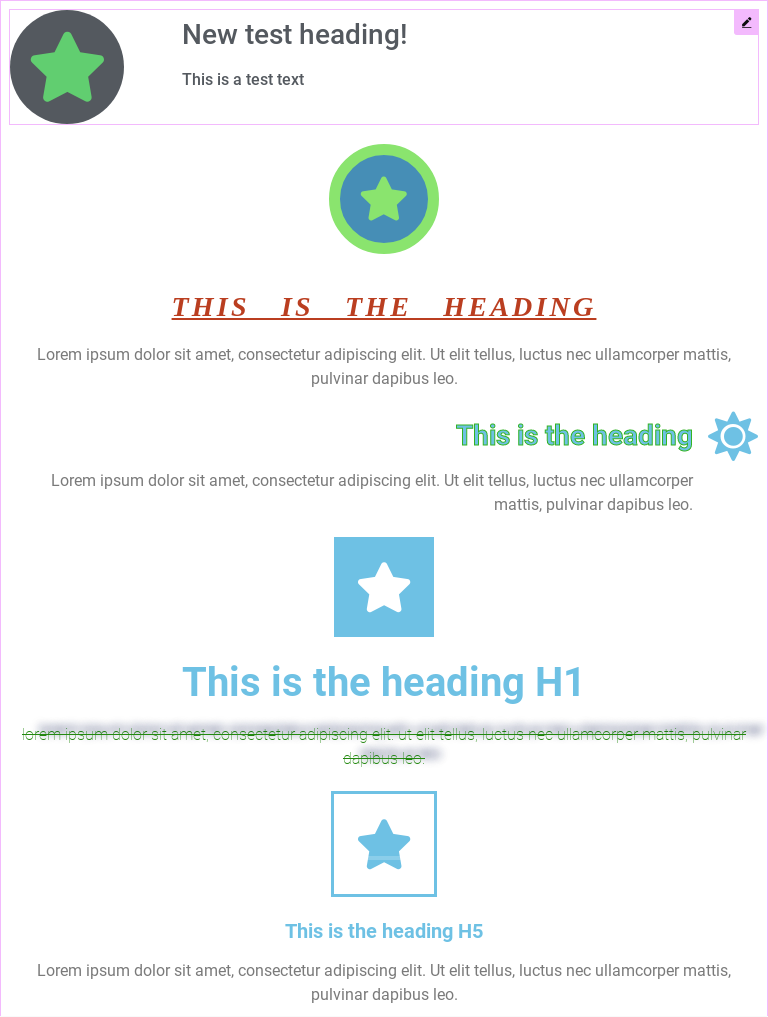 New test heading!
This is a test text
THIS IS THE HEADING
Lorem ipsum dolor sit amet, consectetur adipiscing elit. Ut elit tellus, luctus nec ullamcorper mattis,
pulvinar dapibus leo.
This is the heading
Lorem ipsum dolor sit amet, consectetur adipiscing elit. Ut elit tellus, luctus nec ullamcorper
mattis, pulvinar dapibus leo.
This is the heading H1
lorem ipsum dolor sit amet, consectetur adipiscing elit. ut elit tellus, luctus nec ullamcorper mattis, pulvinar
dapibus leo.
This is the heading H5
Lorem ipsum dolor sit amet, consectetur adipiscing elit. Ut elit tellus, luctus nec ullamcorper mattis,
pulvinar dapibus leo.